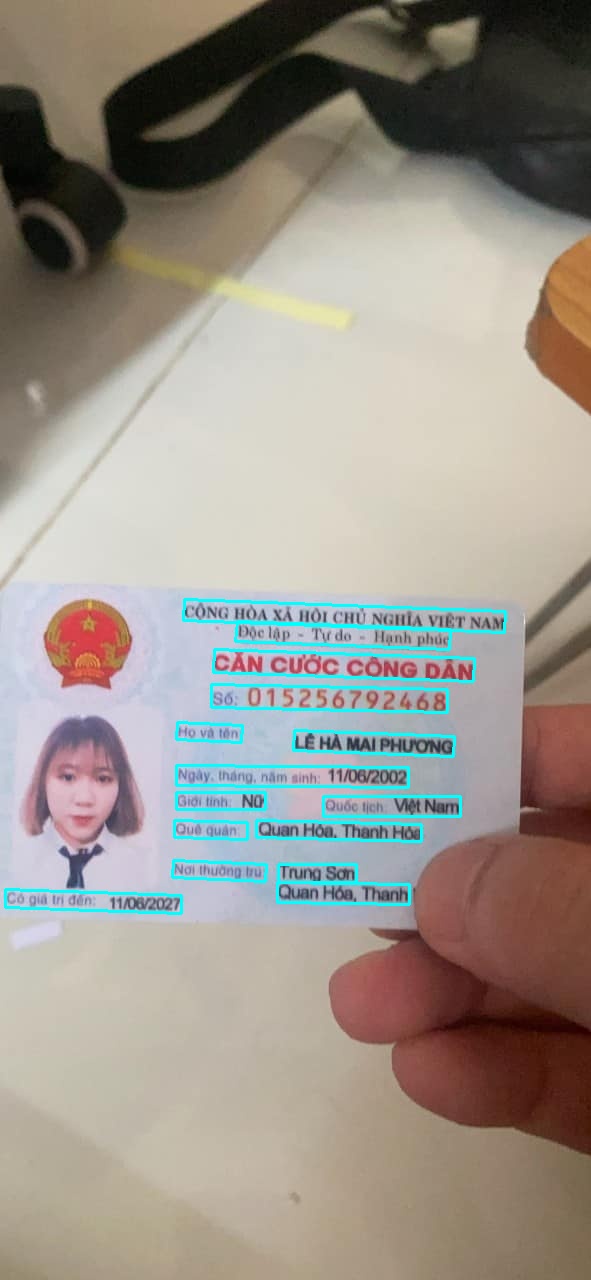 CỘNG HÒA XÃ HỘI CHỦ NGHĨA VIỆT NAM
Độc lập - Tự do - Hạnh phúc
CĂN CƯỚC CÔNG DÂN
Số: 015256792468
Họ và tên LÊ HÀ MAI PHƯƠNG
Ngày, tháng, năm sinh: 11/06/2002
Giới tính: NỮ Quốc tịch: Việt Nam
Quê quán: Quan Hóa, Thanh Hóa
Nơi thường trú Trung Sơn
Quan Hóa, Thanh
Có giá trị đến: 11/06/2027